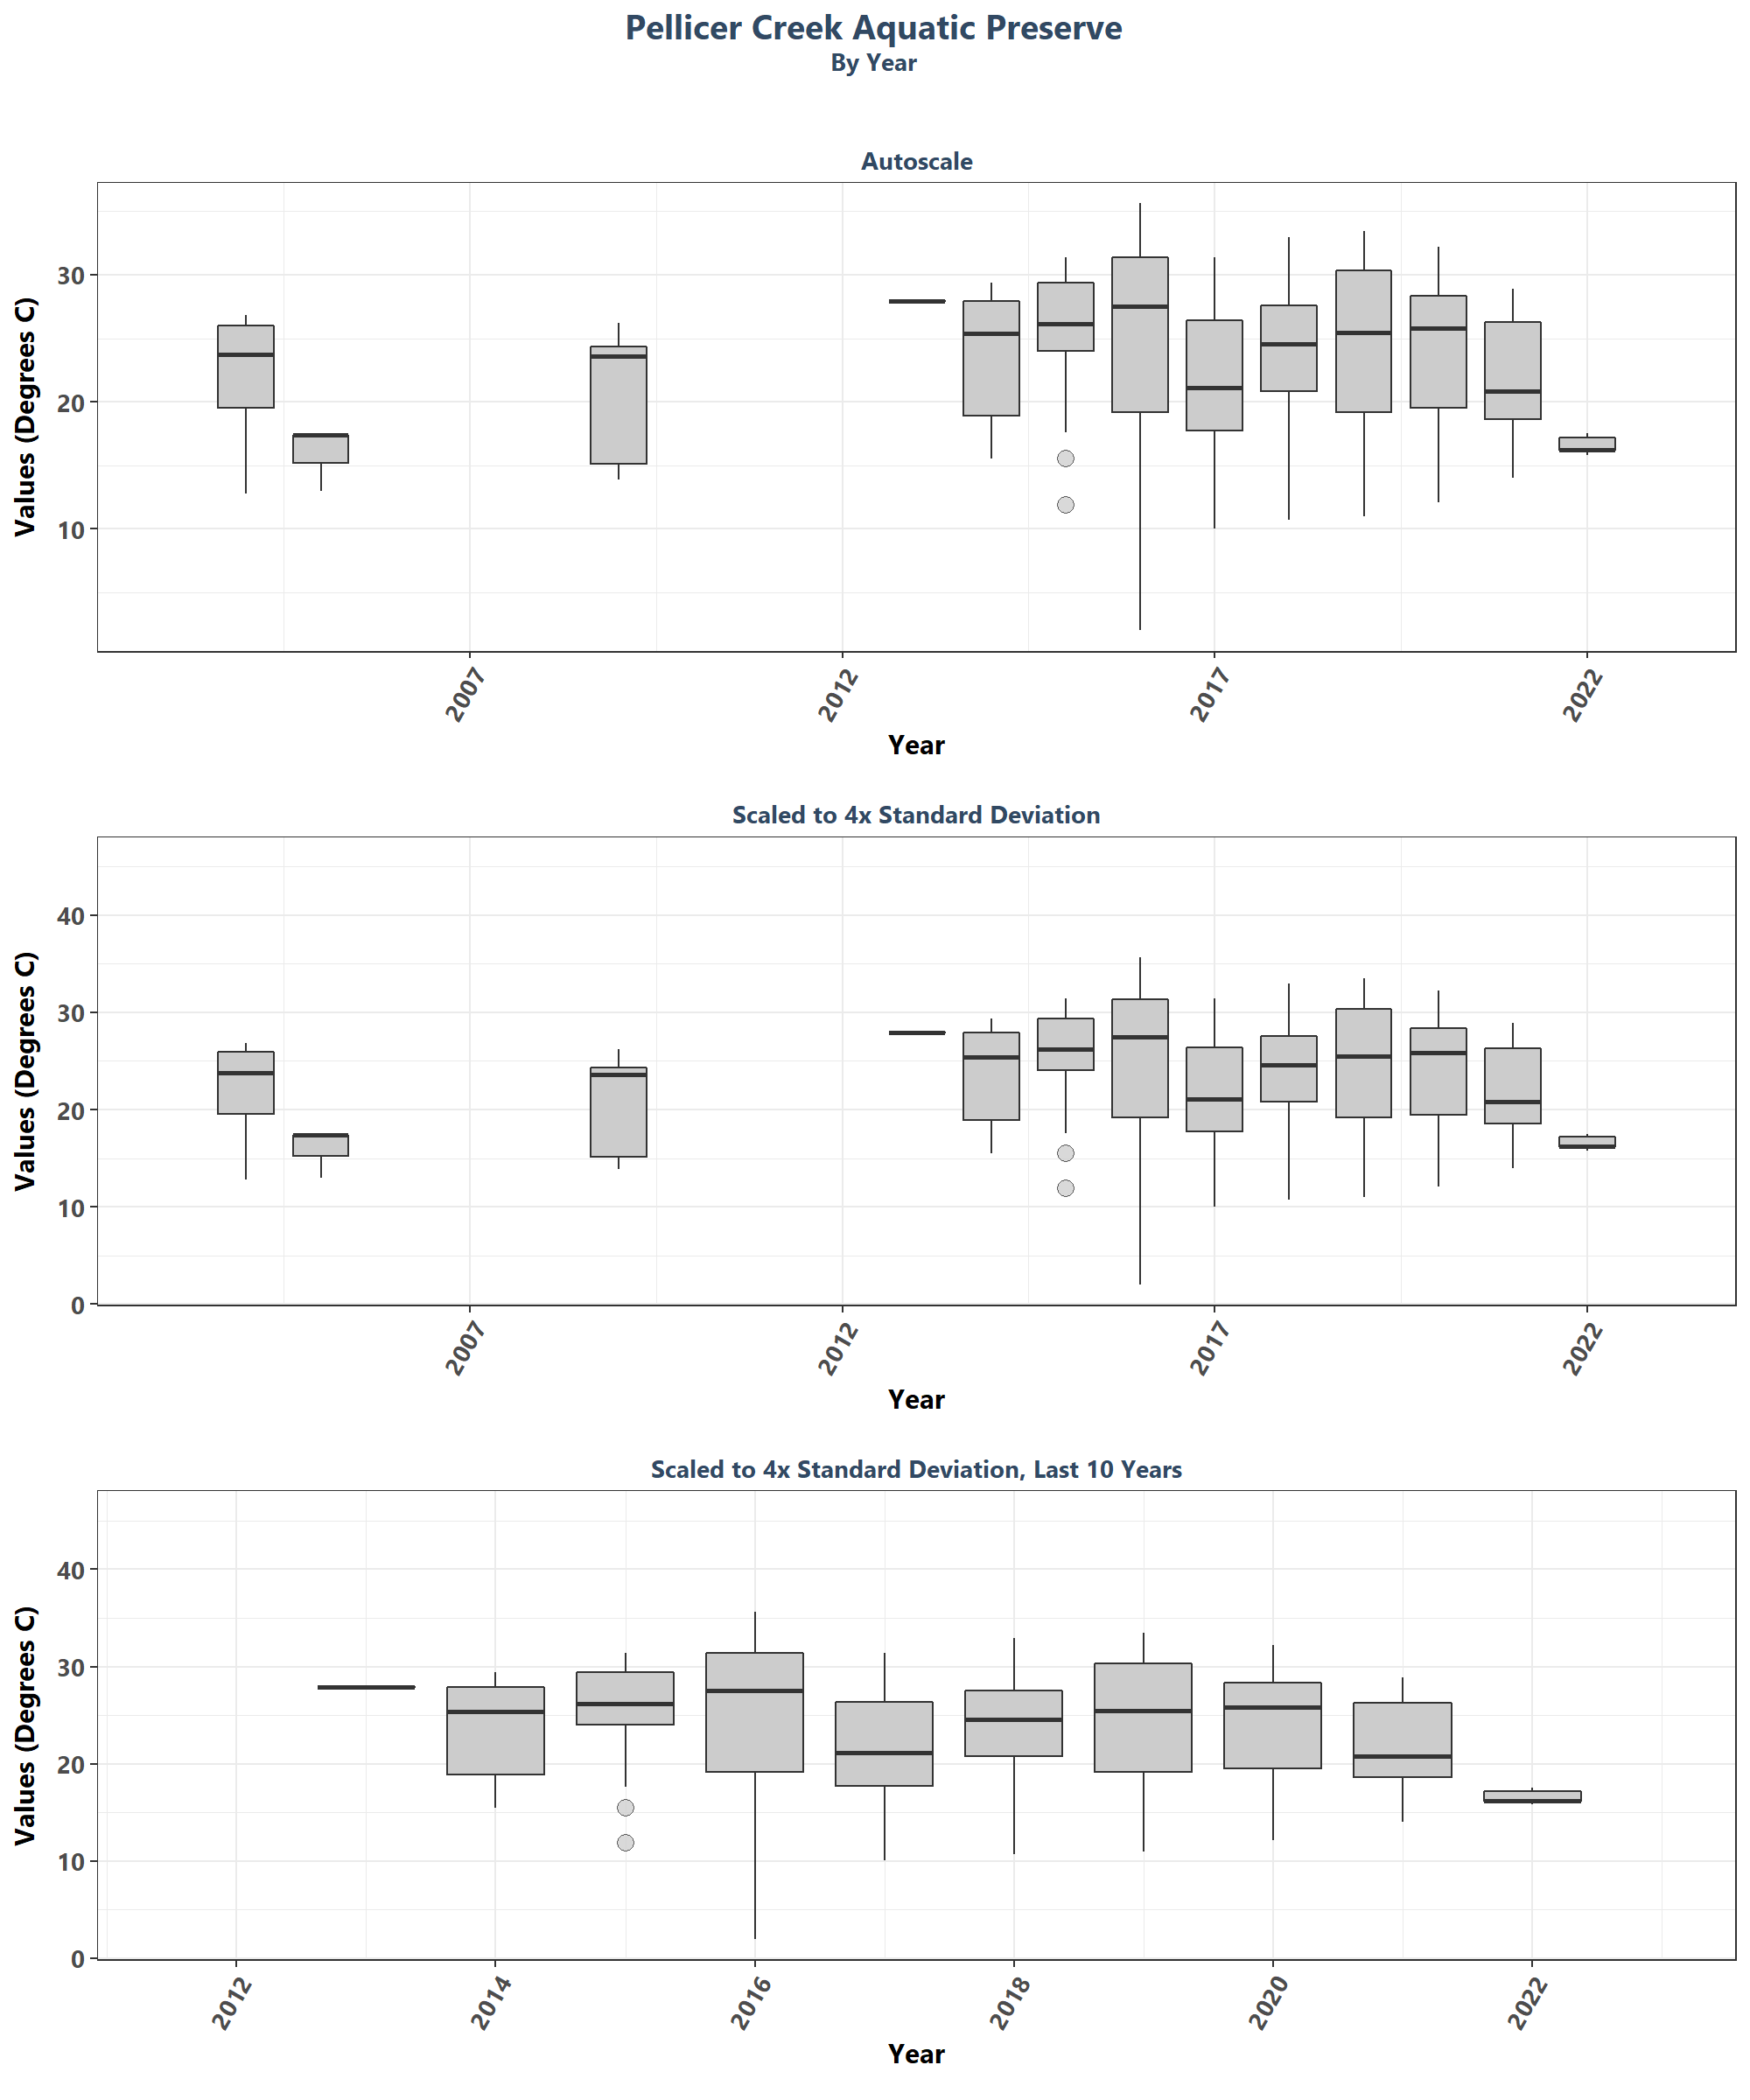 Pellicer Creek Aquatic Preserve
By Year
Autoscale
Values (Degrees C)
30
20
10
2007
2012
2017
2022
Year
Scaled to 4x Standard Deviation
Values (Degrees C)
40
30
20
10
0
2007
2012
2017
2022
Year
Scaled to 4x Standard Deviation, Last 10 Years
Values (Degrees C)
40
30
20
10
0
2012
2014
2016
2018
2020
2022
Year